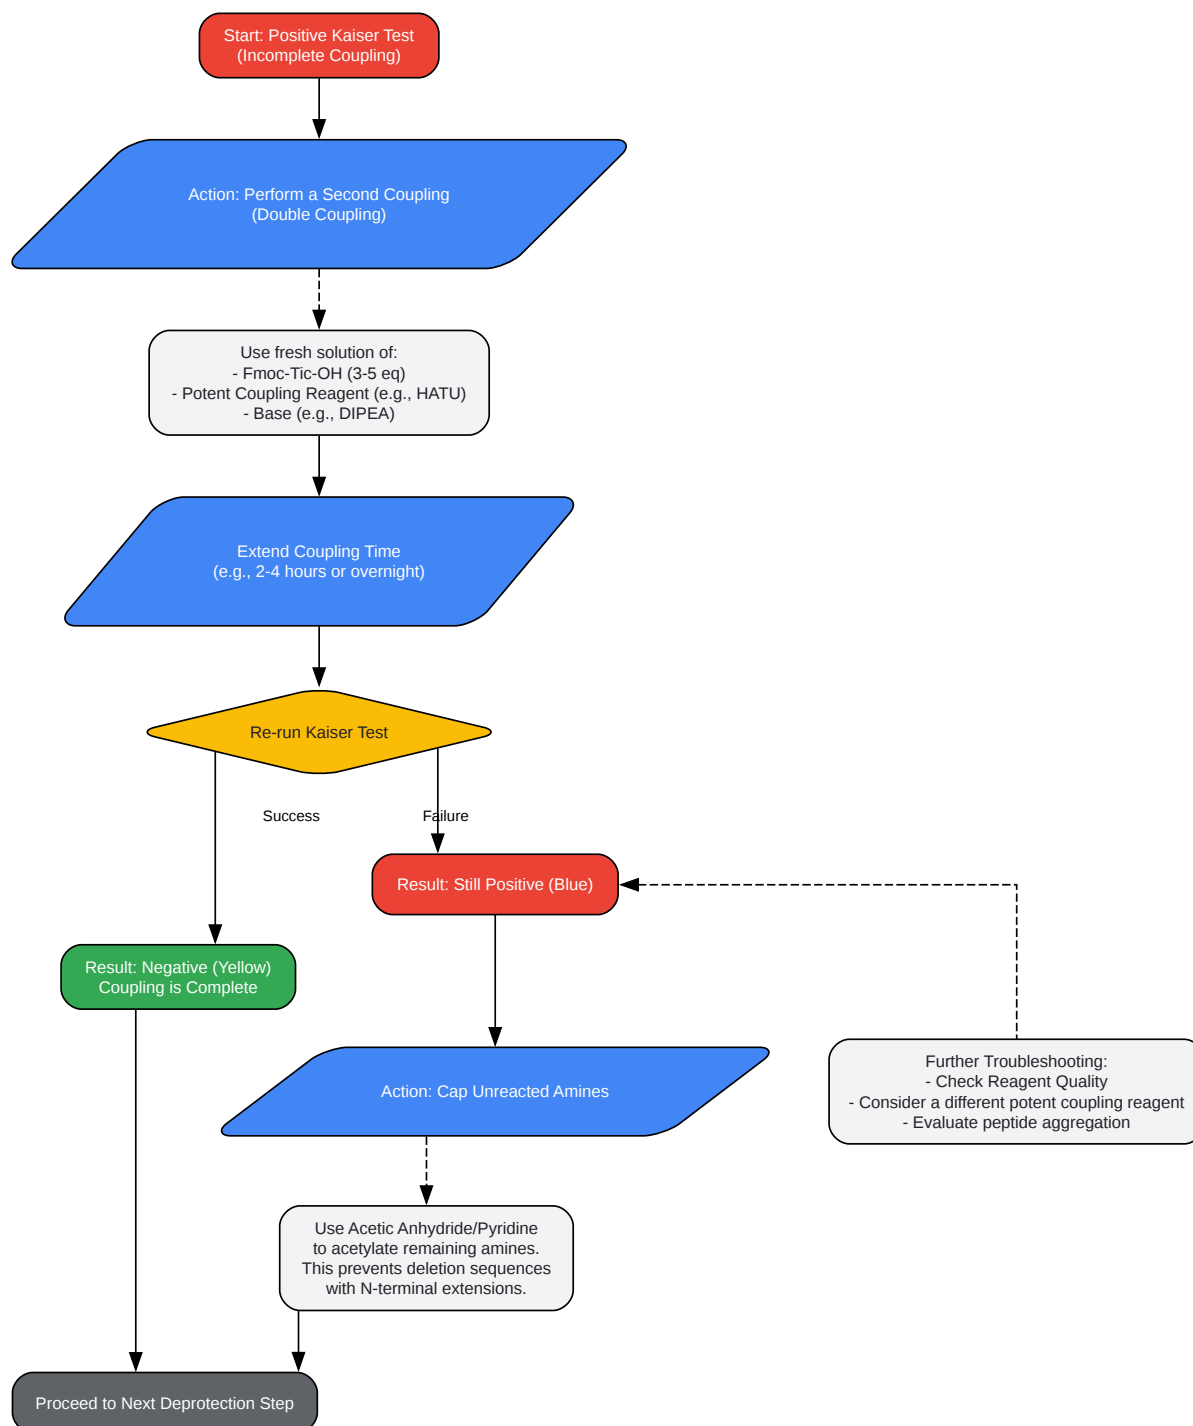 Start: Positive Kaiser Test
(Incomplete Coupling)
Action: Perform a Second Coupling
(Double Coupling)
Use fresh solution of:
- Fmoc-Tic-OH (3-5 eq)
- Potent Coupling Reagent (e.g., HATU)
- Base (e.g., DIPEA)
Extend Coupling Time
(e.g., 2-4 hours or overnight)
Re-run Kaiser Test
Success
Failure
Result: Still Positive (Blue)
Result: Negative (Yellow)
Coupling is Complete
Further Troubleshooting:
- Check Reagent Quality
- Consider a different potent coupling reagent
- Evaluate peptide aggregation
Action: Cap Unreacted Amines
Use Acetic Anhydride/Pyridine
to acetylate remaining amines.
This prevents deletion sequences
with N-terminal extensions.
Proceed to Next Deprotection Step